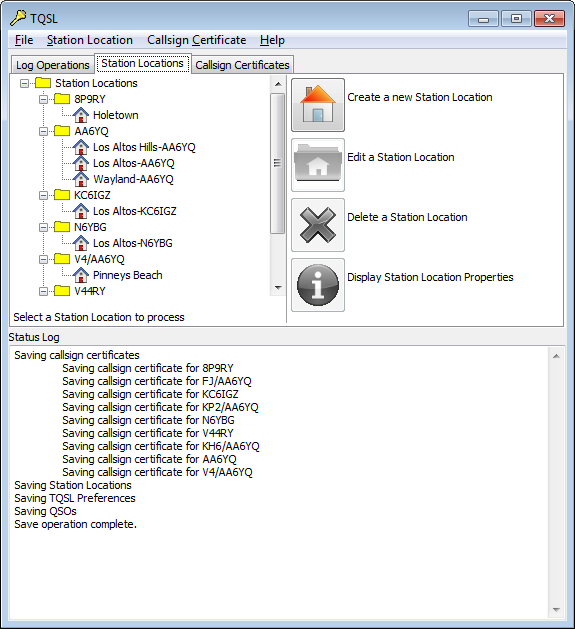 TQSL
File Station Location Callsign Certificate Help
Log Operations Station Locations Callsign Certificates
Station Locations
8P9RY
Holetown
AA6YQ
Los Altos Hills-AA6YQ
Los Altos-AA6YQ
Wayland-AA6YQ
KC6IGZ
Los Altos-KC6IGZ
N6YBG
Los Altos-N6YBG
V4/AA6YQ
Pinneys Beach
V44RY
Select a Station Location to process
Create a new Station Location
Edit a Station Location
Delete a Station Location
Display Station Location Properties
Status Log
Saving callsign certificates
Saving callsign certificate for 8P9RY
Saving callsign certificate for FJ/AA6YQ
Saving callsign certificate for KC6IGZ
Saving callsign certificate for KP2/AA6YQ
Saving callsign certificate for N6YBG
Saving callsign certificate for V44RY
Saving callsign certificate for KH6/AA6YQ
Saving callsign certificate for AA6YQ
Saving callsign certificate for V4/AA6YQ
Saving Station Locations
Saving TQSL Preferences
Saving QSOs
Save operation complete.